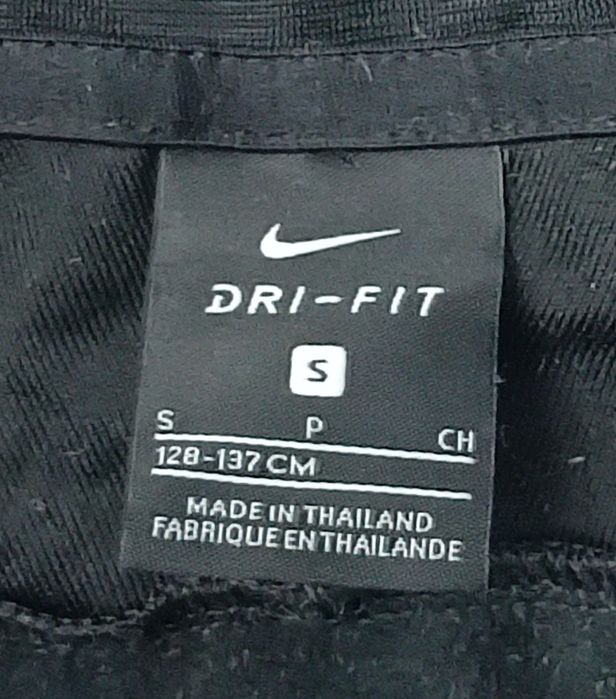 DRI-FIT
S
S P CH
128-137 CM
MADE IN THAILAND
FABRIQUE EN THAILANDE